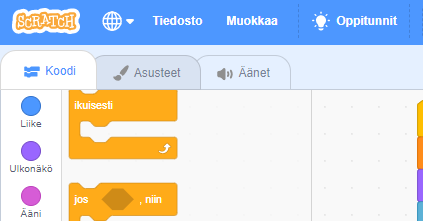 SCRATCH Tiedosto Muokkaa Oppitunnit
Koodi Asusteet Äänet
Liike
Ulkonäkö
Ääni
ikuisesti
jos , niin